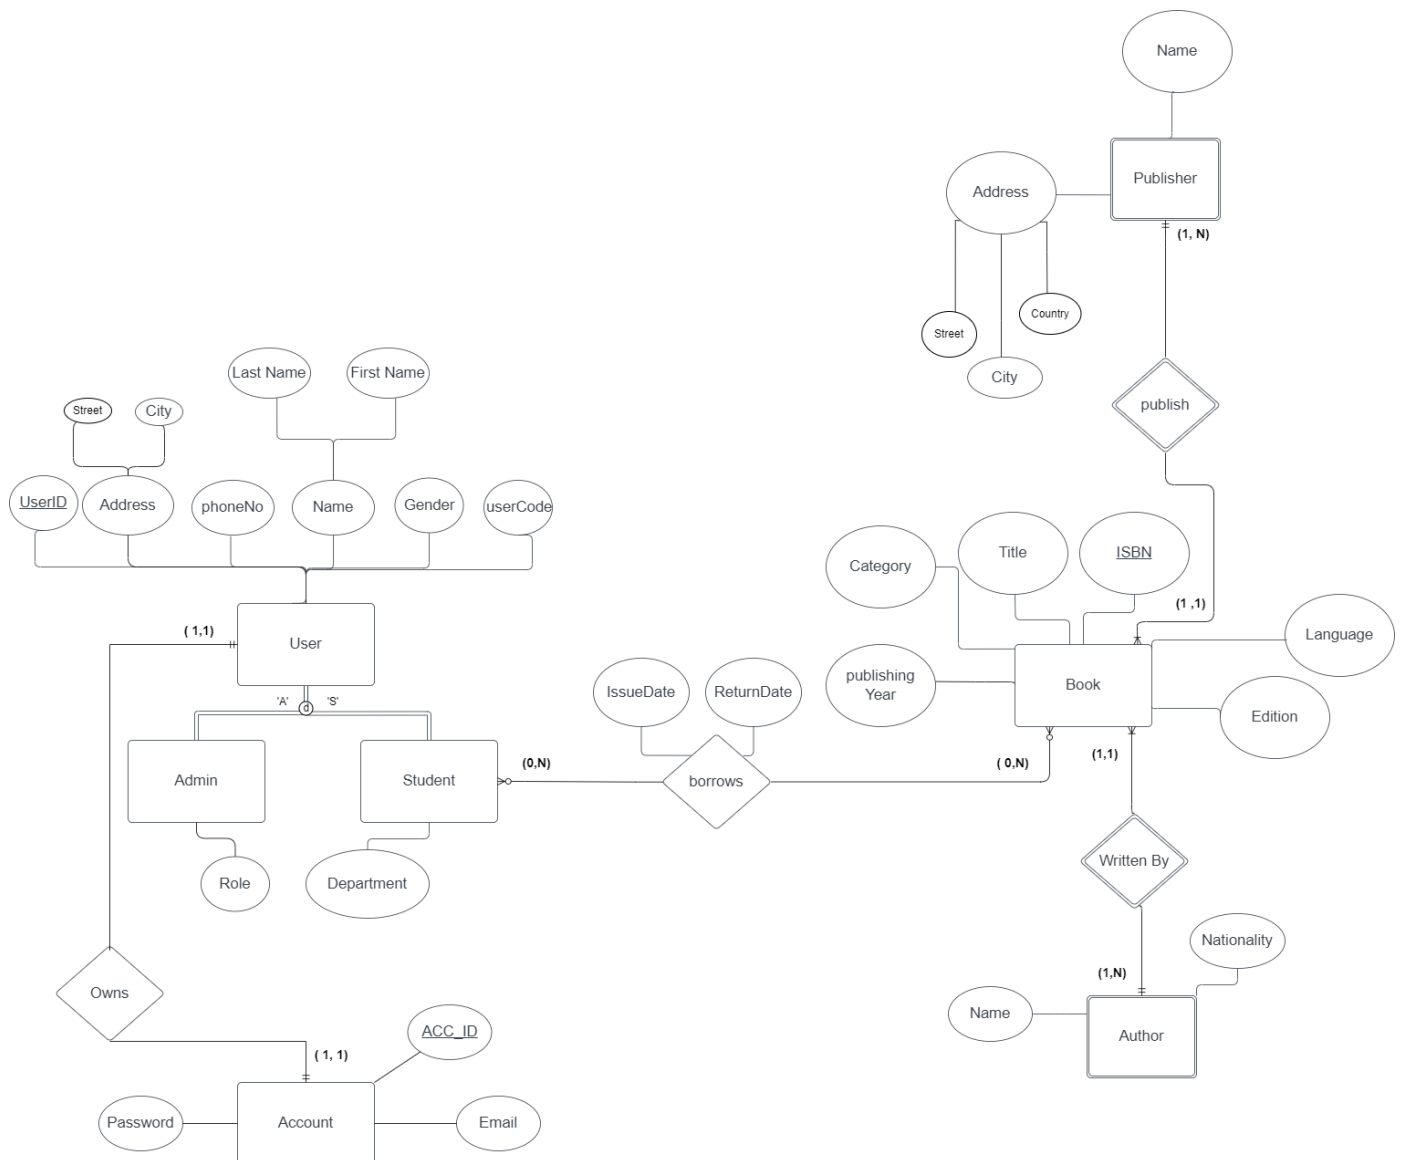 Name
Publisher
Address
(1, N)
Country
Street
City
publish
Last Name
First Name
Street
City
UserID
Address
phoneNo
Name
Gender
userCode
Category
Title
ISBN
(1 ,1)
Language
( 1,1)
User
publishing
Year
Book
Edition
IssueDate
ReturnDate
'A'
'S'
d
Admin
Student
(0,N)
borrows
( 0,N)
(1,1)
Written By
Role
Department
Nationality
(1,N)
Owns
Name
Author
ACC_ID
( 1, 1)
Password
Account
Email